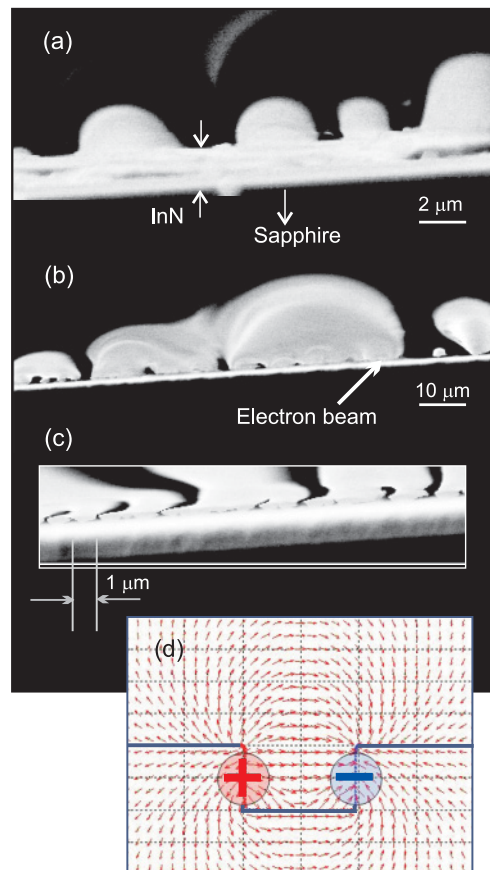 (a)
InN
2 μm
Sapphire
(b)
Electron beam
10 μm
(c)
1 μm
(d)
+ −